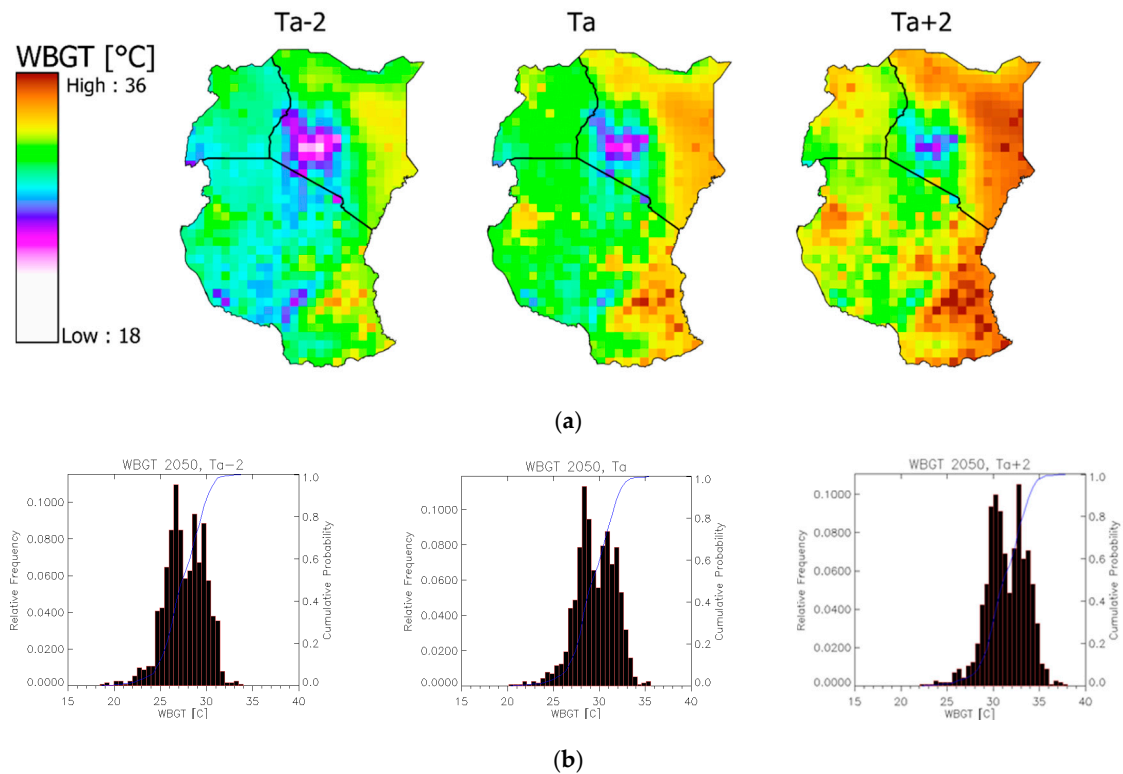 Ta-2
Ta
Ta+2
WBGT [°C]
High : 36
Low : 18
(a)
WBGT 2050, Ta-2
WBGT 2050, Ta
WBGT 2050, Ta+2
Relative Frequency
0.1000
0.0800
0.0600
0.0400
0.0200
0.0000
1.0
0.8
0.6
0.4
0.2
0.0
Cumulative Probability
15 20 25 30 35 40
WBGT [C]
Relative Frequency
0.1000
0.0800
0.0600
0.0400
0.0200
0.0000
1.0
0.8
0.6
0.4
0.2
0.0
Cumulative Probability
15 20 25 30 35 40
WBGT [C]
Relative Frequency
0.1000
0.0800
0.0600
0.0400
0.0200
0.0000
1.0
0.8
0.6
0.4
0.2
0.0
Cumulative Probability
15 20 25 30 35 40
WBGT [C]
(b)